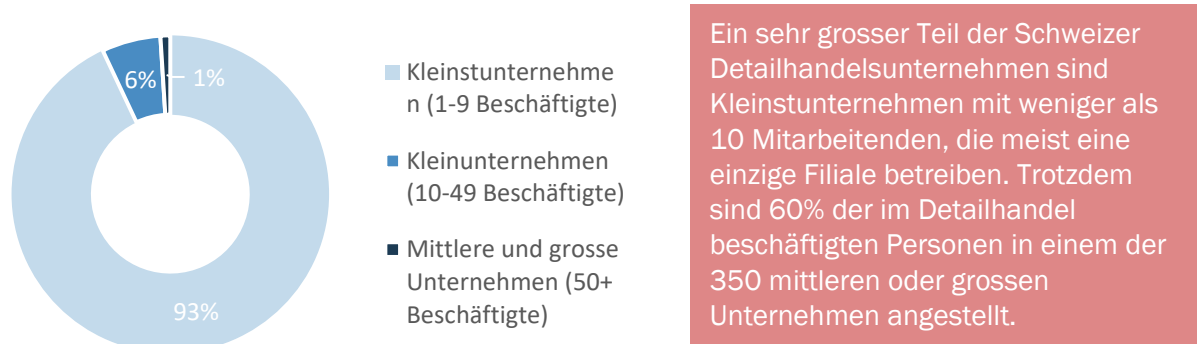 6%
1%
93%
Kleinstunternehme
n (1-9 Beschäftigte)
Kleinunternehmen
(10-49 Beschäftigte)
Mittlere und grosse
Unternehmen (50+
Beschäftigte)
Ein sehr grosser Teil der Schweizer
Detailhandelsunternehmen sind
Kleinstunternehmen mit weniger als
10 Mitarbeitenden, die meist eine
einzige Filiale betreiben. Trotzdem
sind 60% der im Detailhandel
beschäftigten Personen in einem der
350 mittleren oder grossen
Unternehmen angestellt.